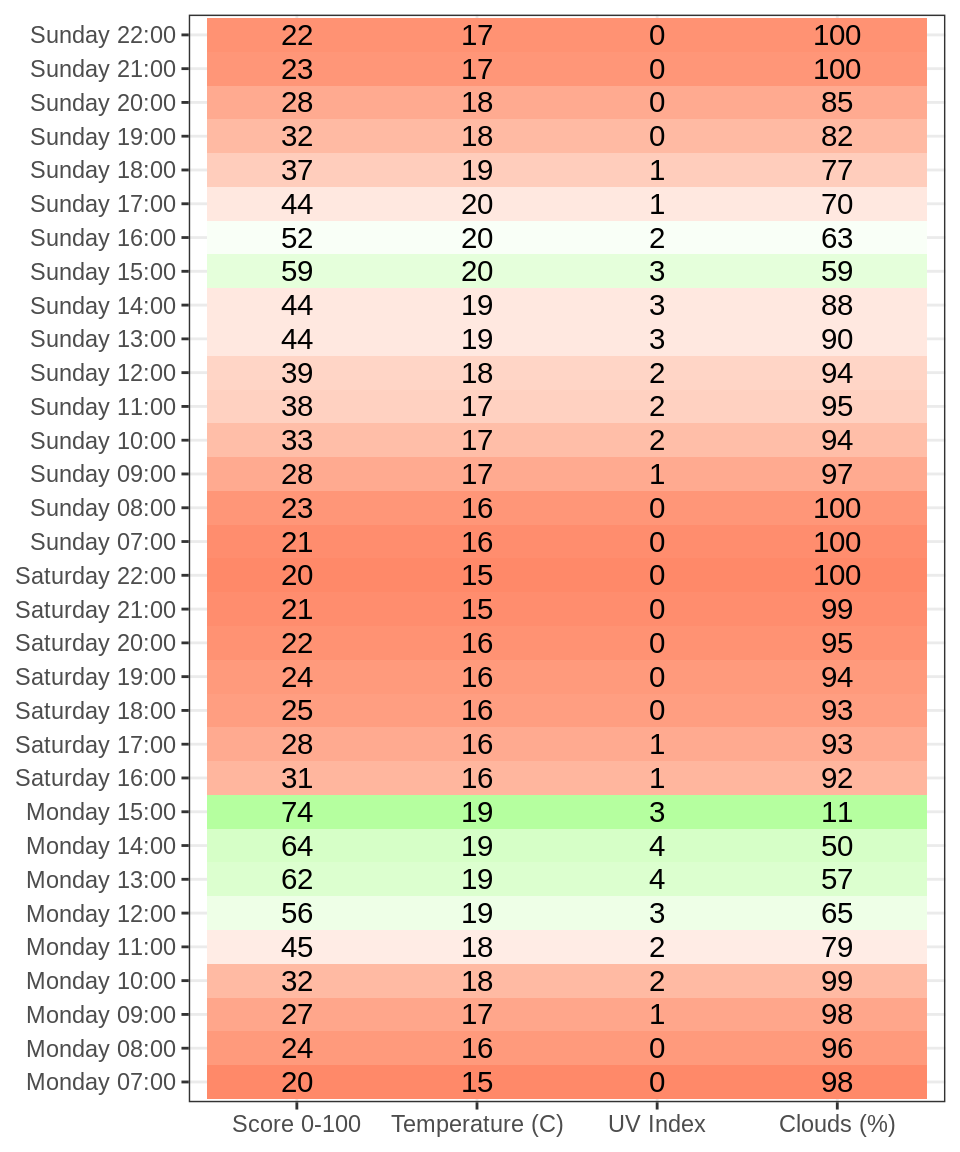 Sunday 22:00 22 17 0 100
Sunday 21:00 23 17 0 100
Sunday 20:00 28 18 0 85
Sunday 19:00 32 18 0 82
Sunday 18:00 37 19 1 77
Sunday 17:00 44 20 1 70
Sunday 16:00 52 20 2 63
Sunday 15:00 59 20 3 59
Sunday 14:00 44 19 3 88
Sunday 13:00 44 19 3 90
Sunday 12:00 39 18 2 94
Sunday 11:00 38 17 2 95
Sunday 10:00 33 17 2 94
Sunday 09:00 28 17 1 97
Sunday 08:00 23 16 0 100
Sunday 07:00 21 16 0 100
Saturday 22:00 20 15 0 100
Saturday 21:00 21 15 0 99
Saturday 20:00 22 16 0 95
Saturday 19:00 24 16 0 94
Saturday 18:00 25 16 0 93
Saturday 17:00 28 16 1 93
Saturday 16:00 31 16 1 92
Monday 15:00 74 19 3 11
Monday 14:00 64 19 4 50
Monday 13:00 62 19 4 57
Monday 12:00 56 19 3 65
Monday 11:00 45 18 2 79
Monday 10:00 32 18 2 99
Monday 09:00 27 17 1 98
Monday 08:00 24 16 0 96
Monday 07:00 20 15 0 98
Score 0-100 Temperature (C) UV Index Clouds (%)